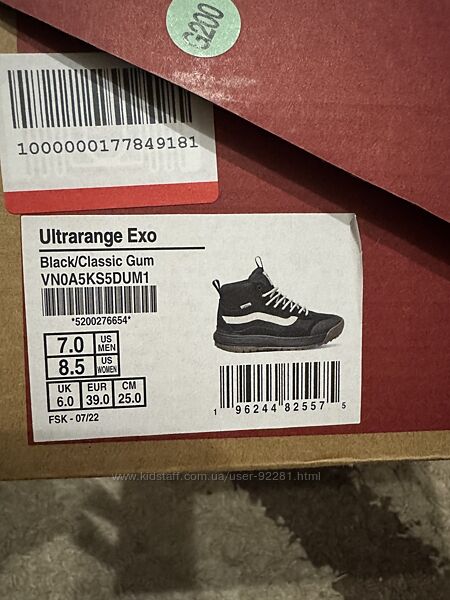 G200
1000000177849181
Ultrarange Exo
Black/Classic Gum
VN0A5KS5DUM1
*5200276654*
7.0 US MEN
8.5 US WOMEN
UK EUR CM
6.0 39.0 25.0
FSK - 07/22
1 96244 82557 5
www.kidstaff.com.ua/user-92281.html